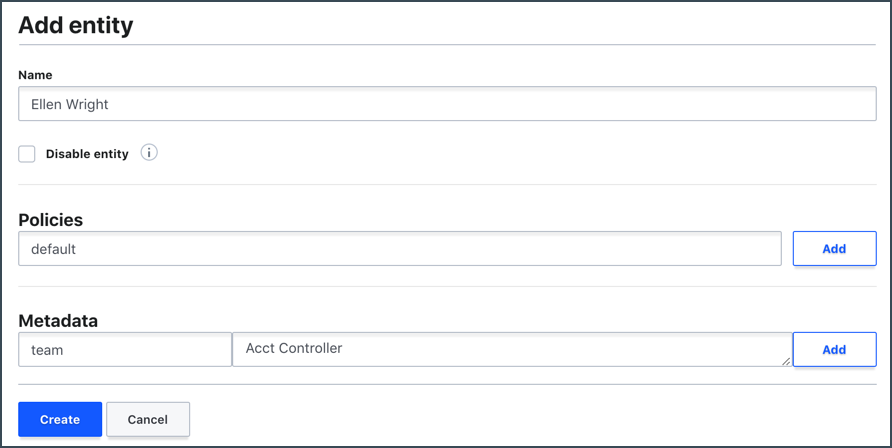 Add entity
Name
Ellen Wright
Disable entity
Policies
default
Add
Metadata
team
Acct Controller
Add
Create
Cancel